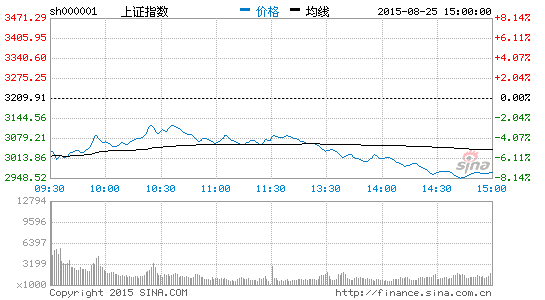 sh000001 上证指数 价格 均线 2015-08-25 15:00:00
3471.29 8.14%
3405.95 6.11%
3340.60 4.07%
3275.25 2.04%
3209.91 0.00%
3144.56 -2.04%
3079.21 -4.07%
3013.86 -6.11%
2948.52 -8.14%
sina
09:30 10:00 10:30 11:00 11:30 13:30 14:00 14:30 15:00
12794
9596
6397
3199
x1000
Copyright 2015 SINA.COM http://finance.sina.com.cn